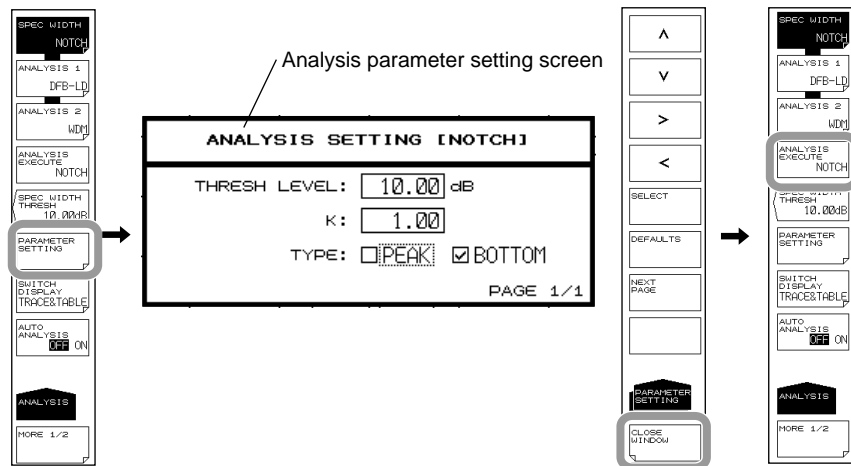 SPEC WIDTH
NOTCH
ANALYSIS 1
DFB-LD
ANALYSIS 2
WDM
ANALYSIS
EXECUTE
NOTCH
SPEC WIDTH
THRESH
10.00dB
PARAMETER
SETTING
SWITCH
DISPLAY
TRACE&TABLE
AUTO
ANALYSIS
OFF ON
ANALYSIS
MORE 1/2
Analysis parameter setting screen
ANALYSIS SETTING [NOTCH]
THRESH LEVEL: 10.00 dB
K: 1.00
TYPE: PEAK BOTTOM
PAGE 1/1
SELECT
DEFAULTS
NEXT
PAGE
PARAMETER
SETTING
CLOSE
WINDOW
SPEC WIDTH
NOTCH
ANALYSIS 1
DFB-LD
ANALYSIS 2
WDM
ANALYSIS
EXECUTE
NOTCH
SPEC WIDTH
THRESH
10.00dB
PARAMETER
SETTING
SWITCH
DISPLAY
TRACE&TABLE
AUTO
ANALYSIS
OFF ON
ANALYSIS
MORE 1/2